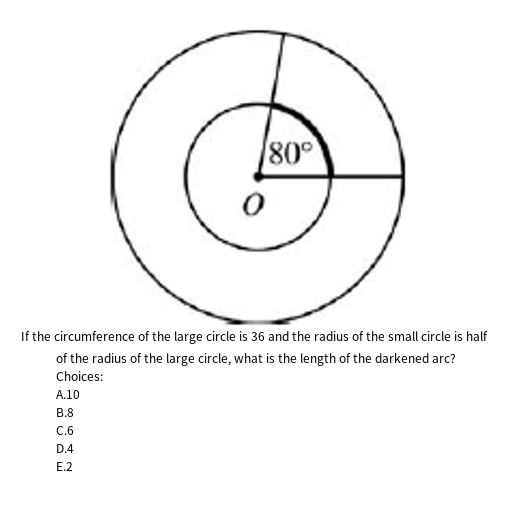 80°
O
If the circumference of the large circle is 36 and the radius of the small circle is half
of the radius of the large circle, what is the length of the darkened arc?
Choices:
A.10
B.8
C.6
D.4
E.2